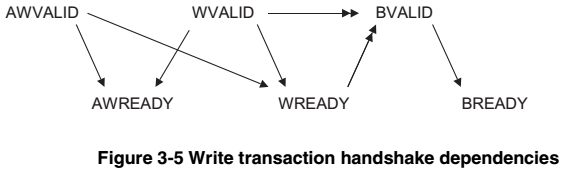 AWVALID WVALID BVALID
AWREADY WREADY BREADY
Figure 3-5 Write transaction handshake dependencies